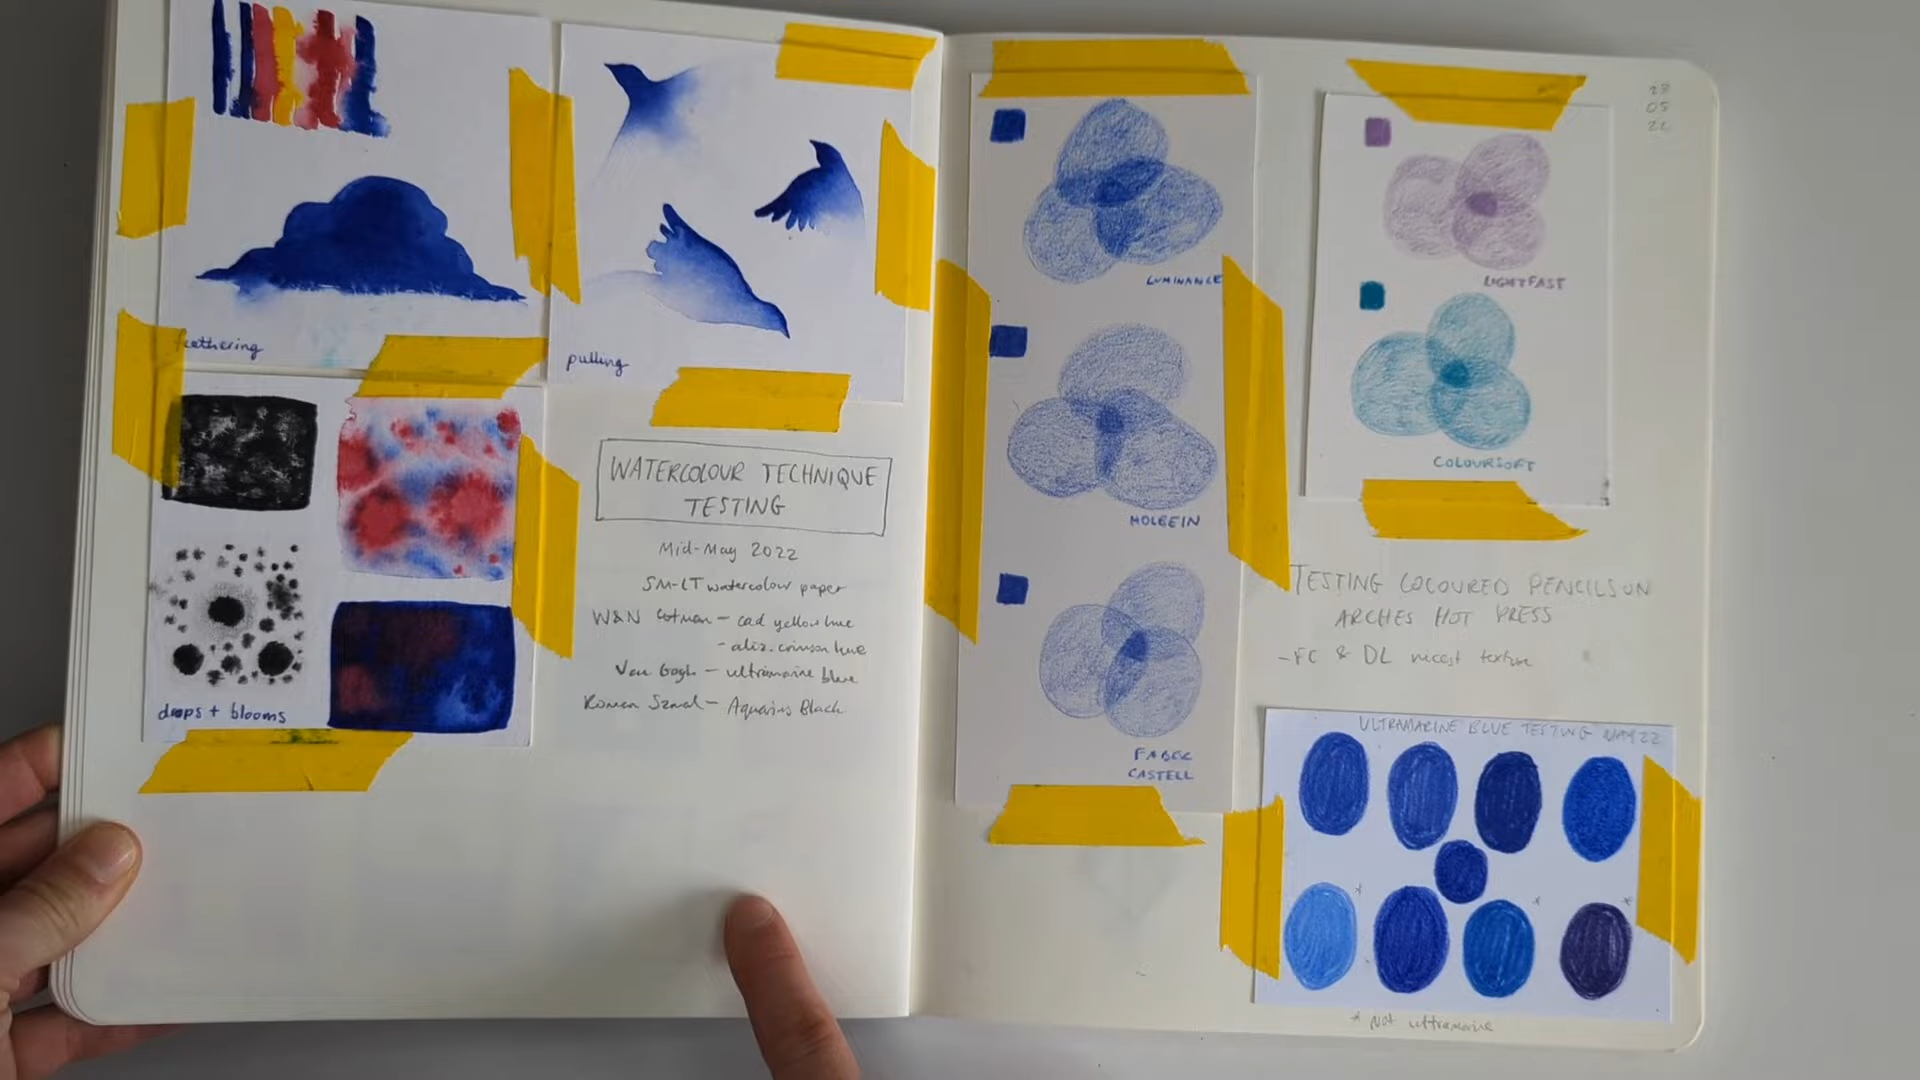 feathering
pulling
drops + blooms
WATERCOLOUR TECHNIQUE
TESTING
Mid-May 2022
SM-LT watercolour paper
W&N Cotman - cad yellow hue
- aliz. crimson hue
Van Gogh - ultramarine blue
Roman Szmal - Aquarius Black
LUMINANCE
HOLBEIN
FABER
CASTELL
LIGHTFAST
COLOURSOFT
05
22
TESTING COLOURED PENCILS ON
ARCHES HOT PRESS
- FC & DL nicest texture
ULTRAMARINE BLUE TESTING MAY 22
* Not ultramarine